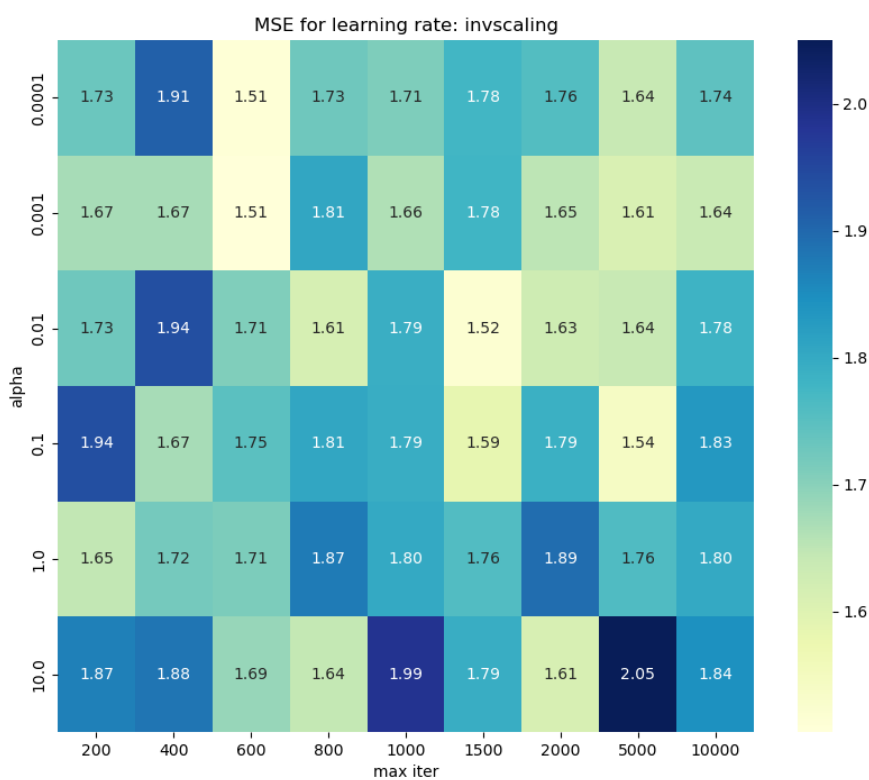 MSE for learning rate: invscaling
0.0001 1.73 1.91 1.51 1.73 1.71 1.78 1.76 1.64 1.74
0.001 1.67 1.67 1.51 1.81 1.66 1.78 1.65 1.61 1.64
0.01 1.73 1.94 1.71 1.61 1.79 1.52 1.63 1.64 1.78
0.1 1.94 1.67 1.75 1.81 1.79 1.59 1.79 1.54 1.83
1.0 1.65 1.72 1.71 1.87 1.80 1.76 1.89 1.76 1.80
10.0 1.87 1.88 1.69 1.64 1.99 1.79 1.61 2.05 1.84
200 400 600 800 1000 1500 2000 5000 10000
max iter
alpha
2.0
1.9
1.8
1.7
1.6